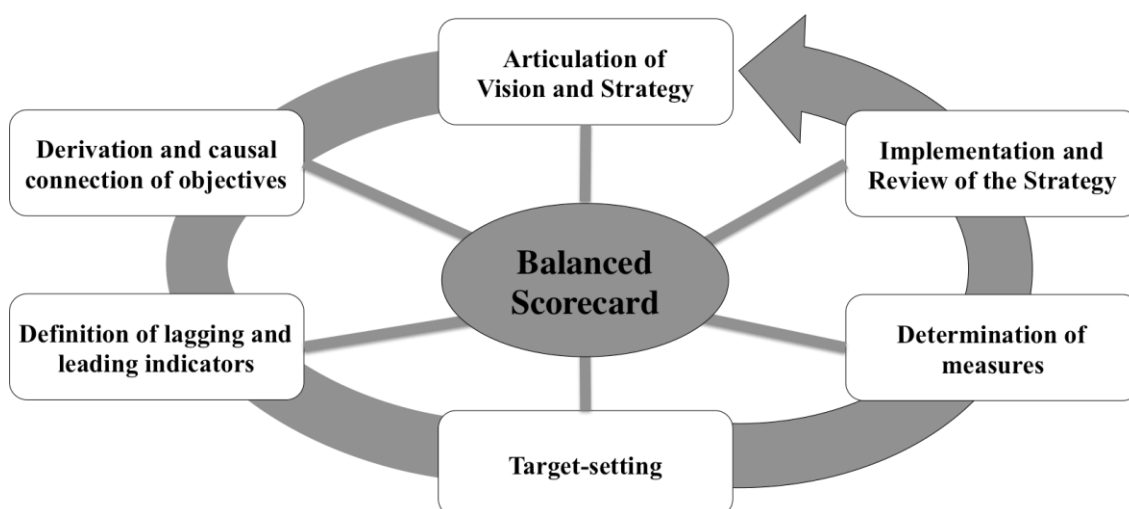 Articulation of
Vision and Strategy
Derivation and causal
connection of objectives
Implementation and
Review of the Strategy
Balanced
Scorecard
Definition of lagging and
leading indicators
Determination of
measures
Target-setting